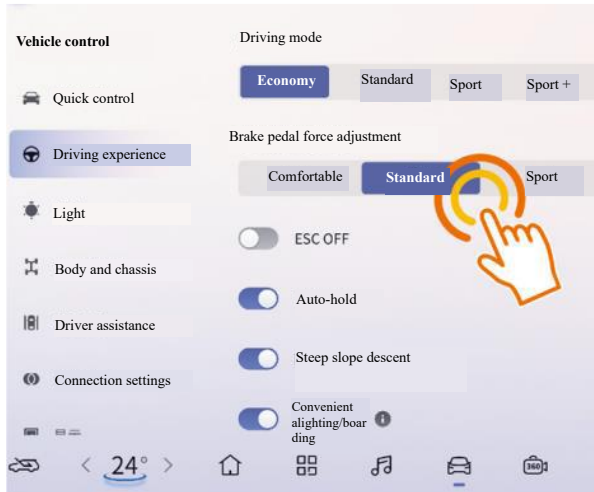 Vehicle control
Quick control
Driving experience
Light
Body and chassis
Driver assistance
Connection settings
Driving mode
Economy Standard Sport Sport +
Brake pedal force adjustment
Comfortable Standard Sport
ESC OFF
Auto-hold
Steep slope descent
Convenient
alighting/boar
ding
24°
360